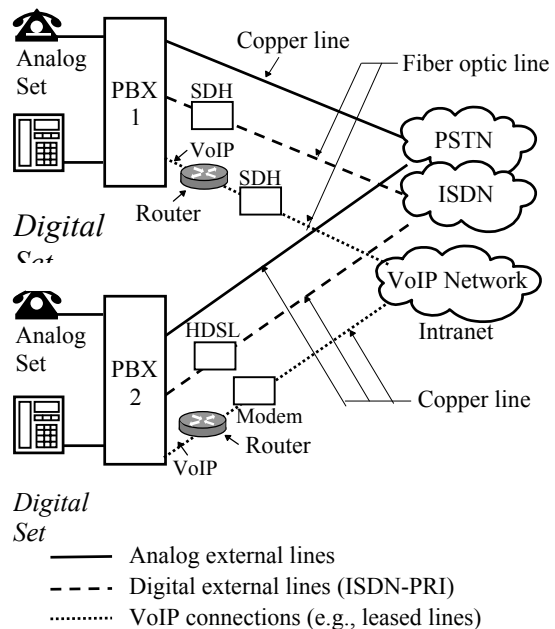 Copper line
Fiber optic line
Analog
Set
PBX
1
SDH
VoIP
Router
SDH
PSTN
ISDN
Digital
Set
VoIP Network
Intranet
Analog
Set
PBX
2
HDSL
Modem
Router
VoIP
Copper line
Digital
Set
Analog external lines
Digital external lines (ISDN-PRI)
VoIP connections (e.g., leased lines)